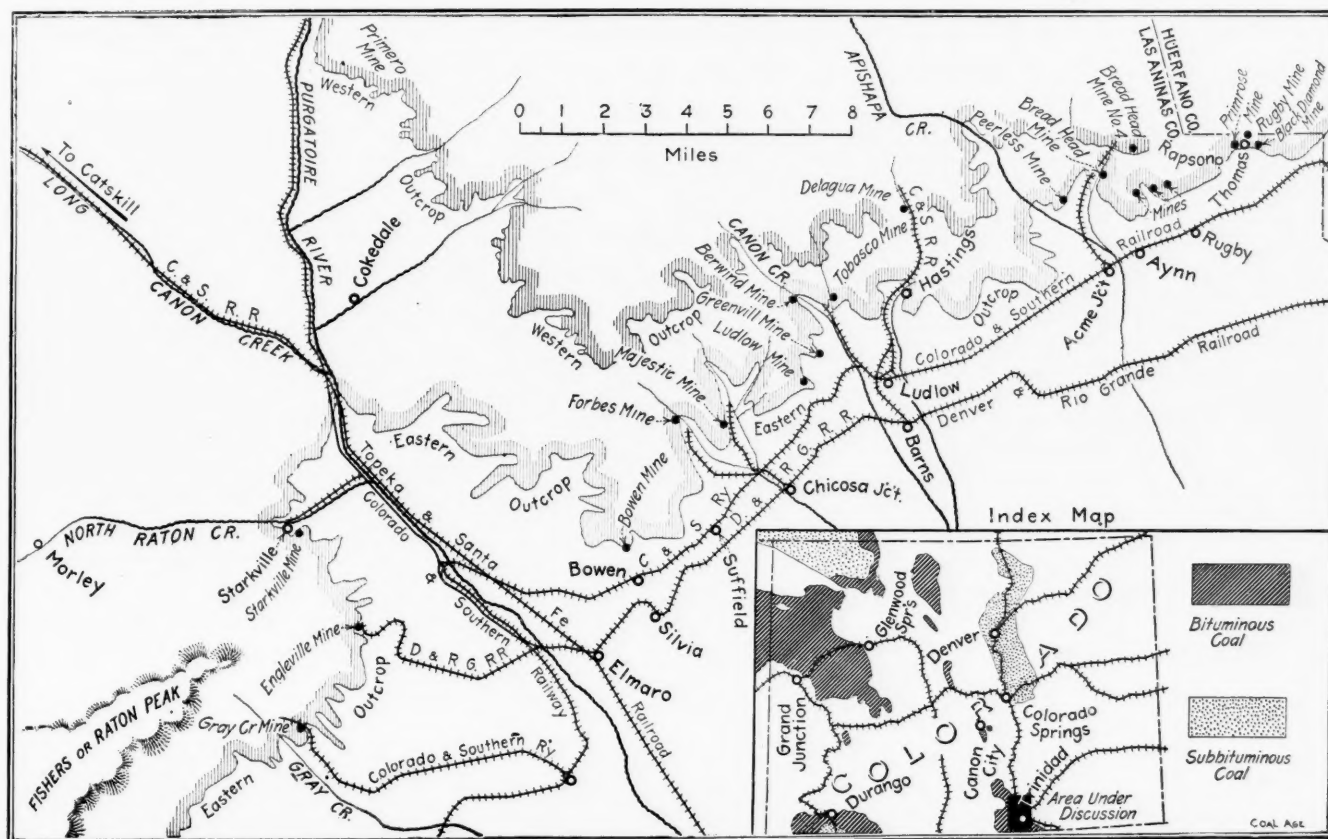 Primero
Mine
Western
PURGATOIRE
RIVER
Outcrop
Cokedale
To Catskill
LONG
CANON
CREEK
C. & S. R. R.
0 1 2 3 4 5 6 7 8
Miles
APISHAPA
CR.
HUERFANO CO.
LAS ANINAS CO
Peerless Mine
Bread Head
Mine
Bread Head
Mine No. 4
Primrose
Mine
Rugby Mine
Black Diamond
Mine
Rapsong
Mines
Thomas
Delagua Mine
C & S R R
CANON CR.
Tobasco Mine
Hastings
Berwind Mine
Greenvill Mine
Ludlow Mine
Outcrop
Western
Outcrop
Majestic Mine
Forbes Mine
Eastern
Ludlow
Colorado & Southern Railroad
Acme Jc't.
Aynn
Rugby
Barns
Denver & Rio Grande Railroad
Eastern
Outcrop
Bowen Mine
Chicosa Jc't.
D. & R. G. R. R.
C & S Ry
Bowen
Suffield
Silvia
Topeka & Santa Fe
Railroad
Colorado & Southern
Railway
Elmaro
NORTH RATON CR.
Morley
Starkville
Starkville Mine
Engleville Mine
D & R G. RR
Outcrop
FISHERS OR RATON PEAK
Gray Cr Mine
Eastern
GRAY CR.
Colorado & Southern Ry
Index Map
Glenwood
Spr's
Denver
Grand
Junction
Durango
Canon
City
Colorado
Springs
Trinidad
COLORADO
Area Under
Discussion
Bituminous
Coal
Subbituminous
Coal
COAL AGE